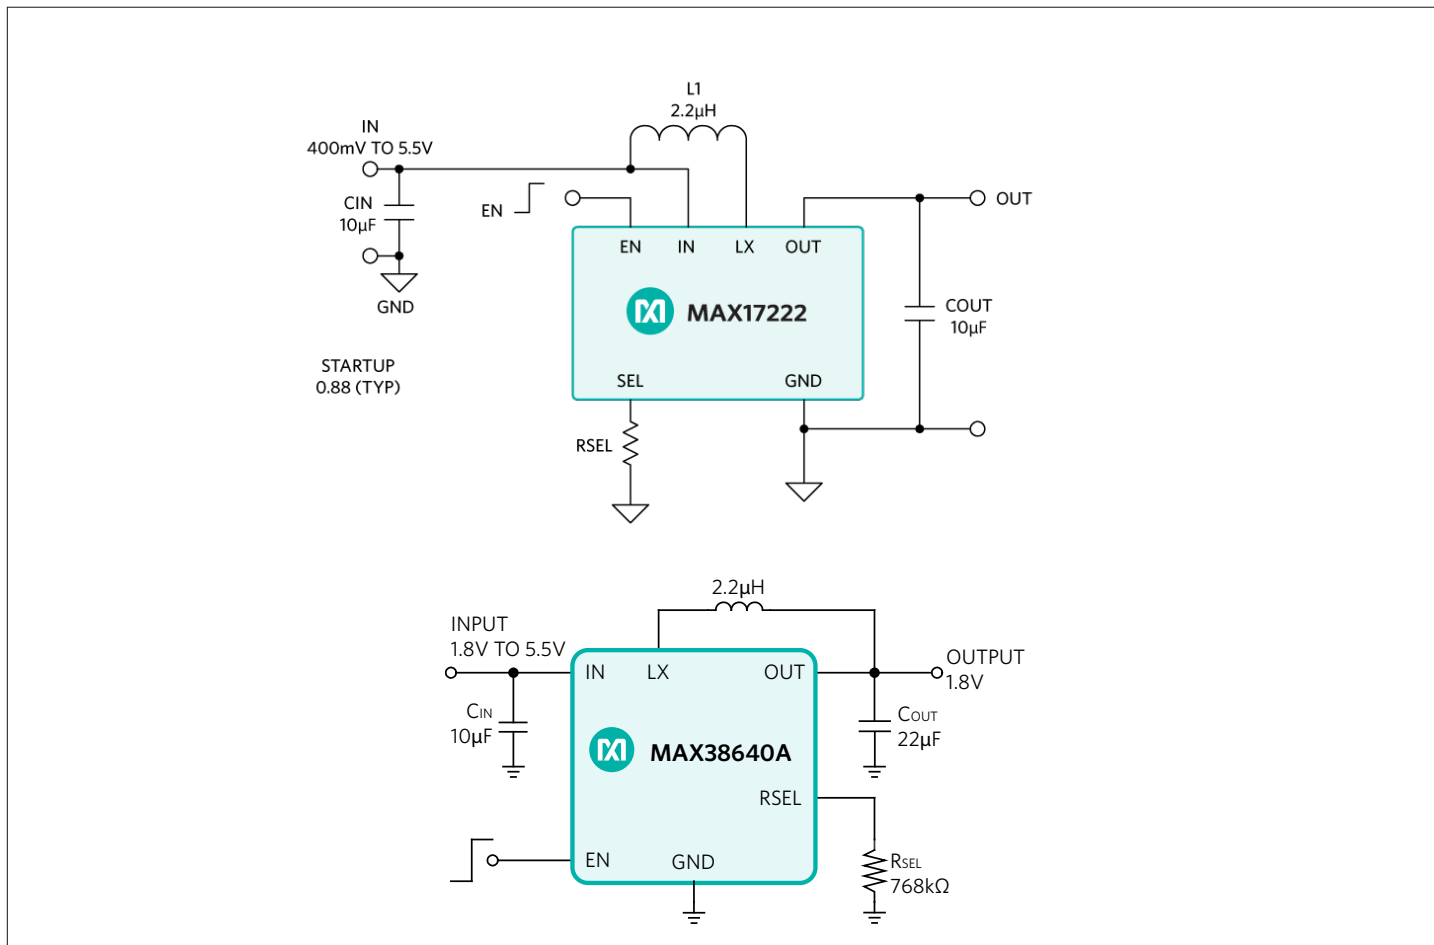 L1
2.2µH
IN
400mV TO 5.5V
CIN
10µF
EN
OUT
EN IN LX OUT
MAX17222
GND
COUT
10µF
STARTUP
0.88 (TYP)
SEL GND
RSEL
2.2µH
INPUT
1.8V TO 5.5V
OUTPUT
1.8V
IN LX OUT
CIN
10µF
COUT
22µF
MAX38640A
RSEL
EN GND
RSEL
768kΩ